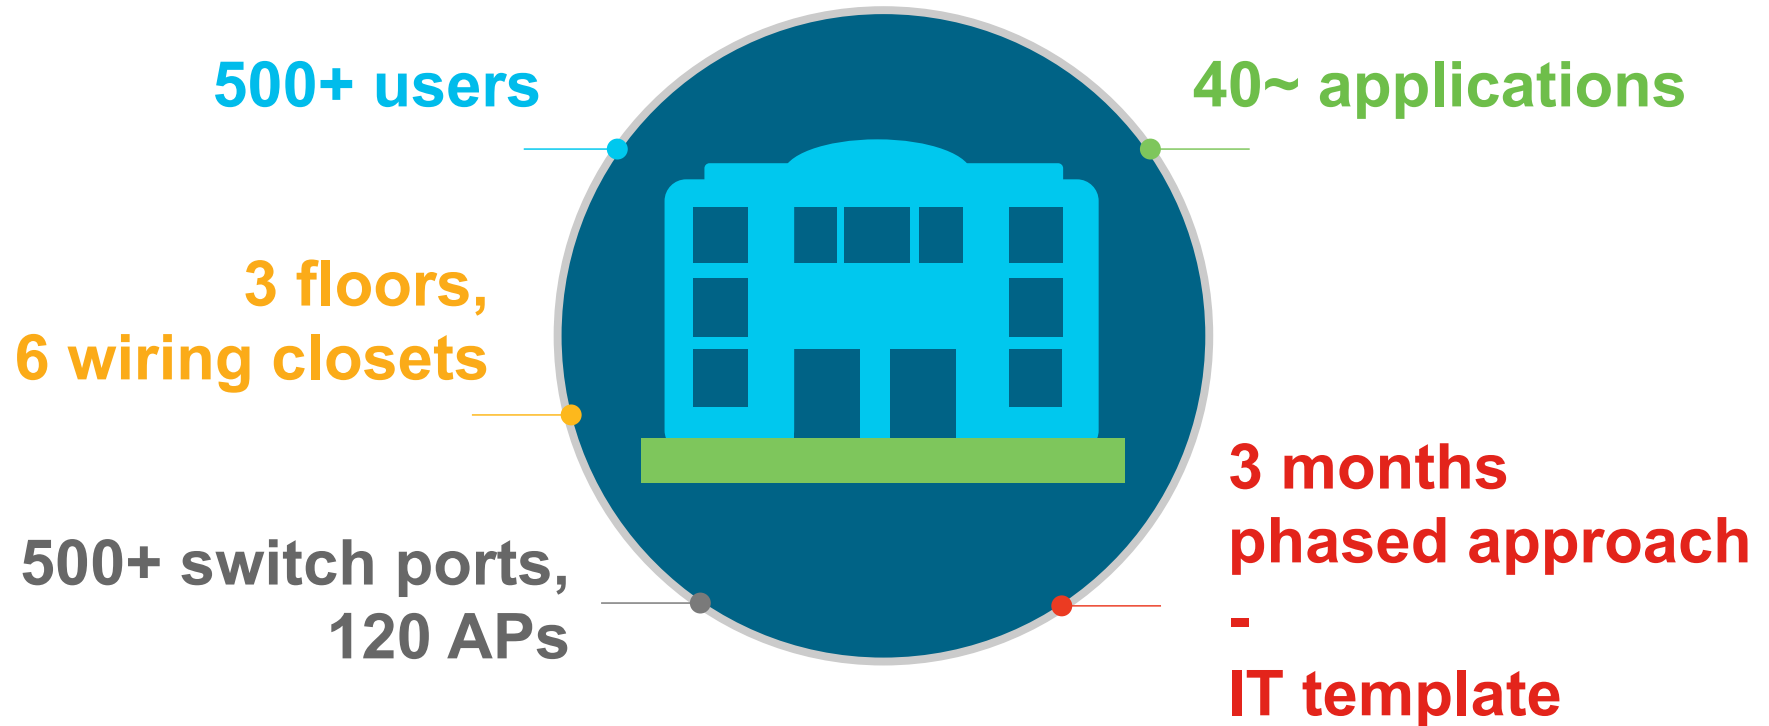 500+ users
40~ applications
3 floors,
6 wiring closets
500+ switch ports,
120 APs
3 months
phased approach
-
IT template